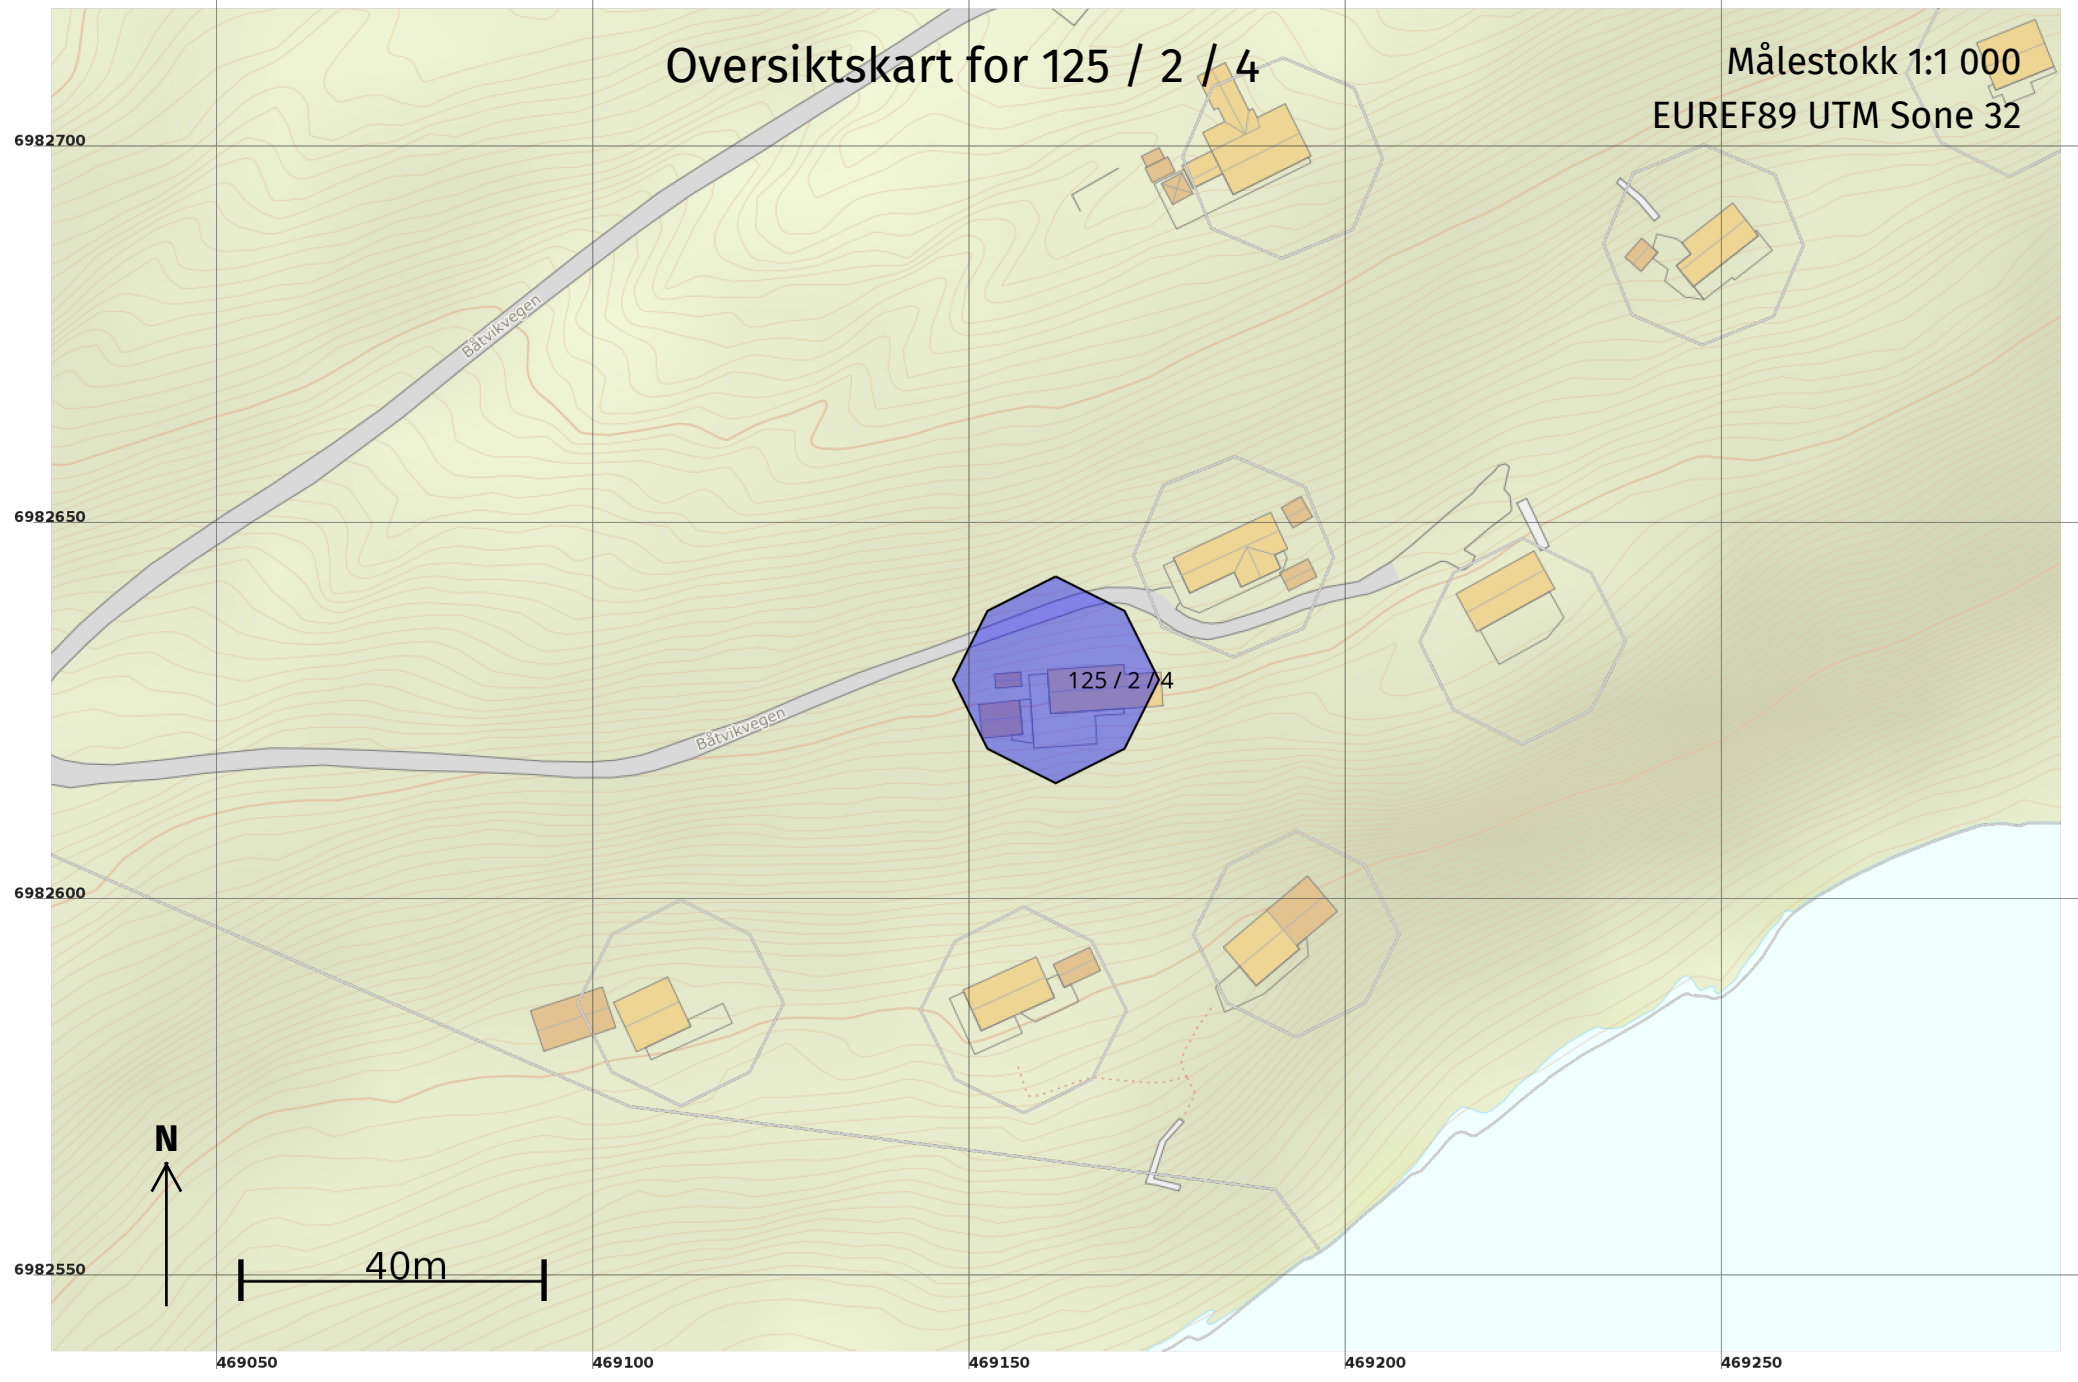 Oversiktskart for 125 / 2 / 4
Målestokk 1:1 000
EUREF89 UTM Sone 32
6982700
Båtvikvegen
6982650
125 / 2 / 4
Båtvikvegen
6982600
N
40m
6982550
469050
469100
469150
469200
469250